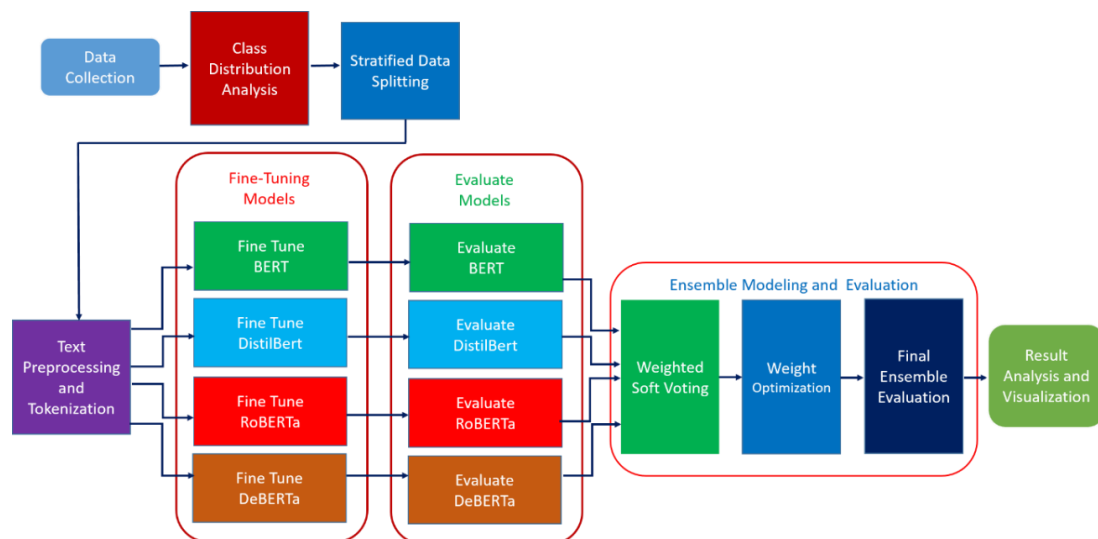 Data
Collection
Class
Distribution
Analysis
Stratified Data
Splitting
Fine-Tuning
Models
Evaluate
Models
Fine Tune
BERT
Evaluate
BERT
Ensemble Modeling and Evaluation
Text
Preprocessing
and
Tokenization
Fine Tune
DistilBert
Evaluate
DistilBert
Fine Tune
RoBERTa
Evaluate
RoBERTa
Fine Tune
DeBERTa
Evaluate
DeBERTa
Weighted
Soft Voting
Weight
Optimization
Final
Ensemble
Evaluation
Result
Analysis and
Visualization